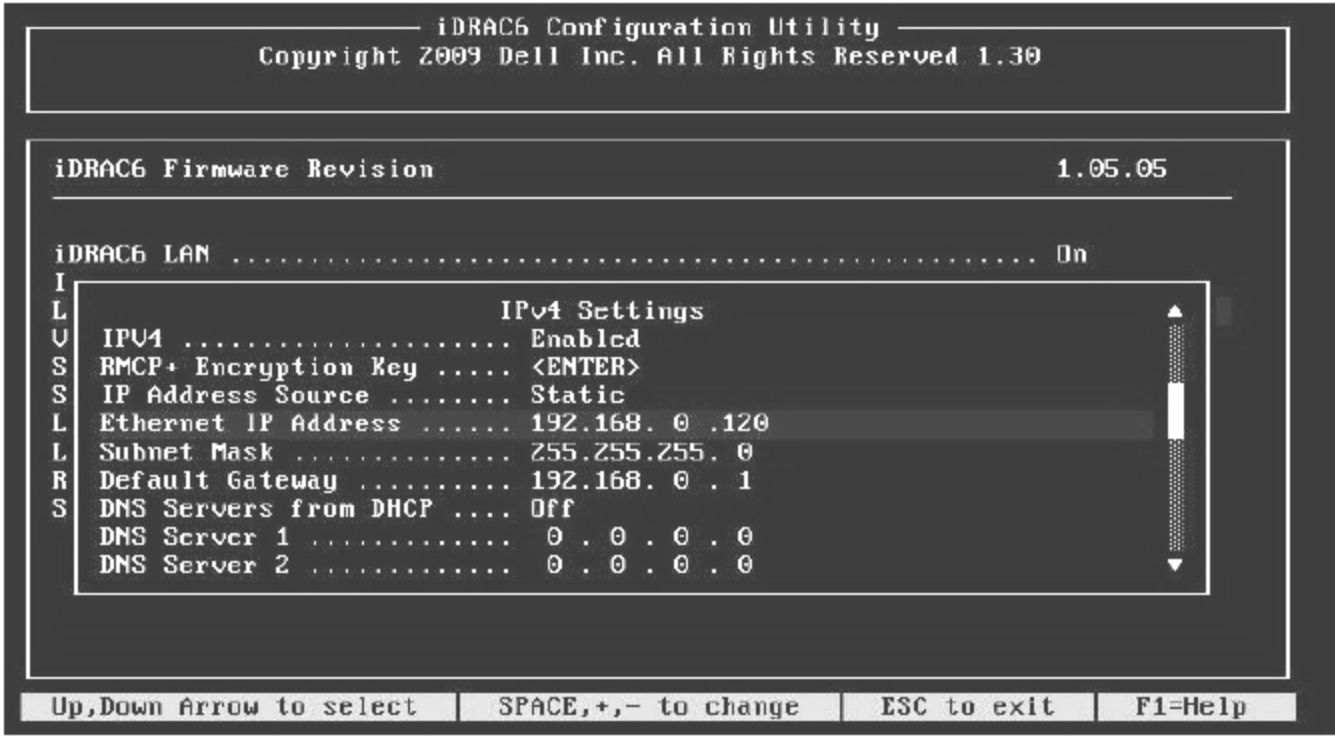 iDRAC6 Configuration Utility
Copyright 2009 Dell Inc. All Rights Reserved 1.30
iDRAC6 Firmware Revision 1.05.05
iDRAC6 LAN ................................................... On
I
L
V
S
S
L
L
R
S
IPv4 Settings
IPV4 ..................... Enabled
RMCP+ Encryption Key ..... <ENTER>
IP Address Source ........ Static
Ethernet IP Address ...... 192.168. 0 .120
Subnet Mask .............. 255.255.255. 0
Default Gateway .......... 192.168. 0 . 1
DNS Servers from DHCP .... Off
DNS Server 1 ............. 0 . 0 . 0 . 0
DNS Server 2 ............. 0 . 0 . 0 . 0
Up,Down Arrow to select | SPACE,+,- to change | ESC to exit | F1=Help